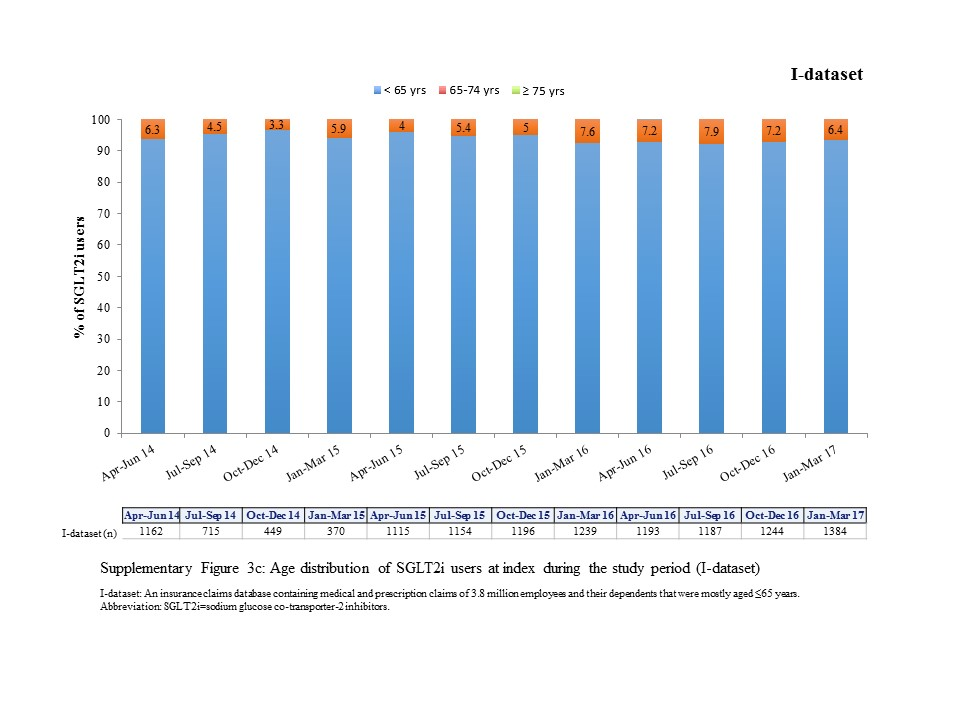 I-dataset
< 65 yrs 65-74 yrs ≥ 75 yrs
100
90
80
70
60
50
40
30
20
10
0
% of SGLT2i users
6.3 4.5 3.3 5.9 4 5.4 5 7.6 7.2 7.9 7.2 6.4
Apr-Jun 14 Jul-Sep 14 Oct-Dec 14 Jan-Mar 15 Apr-Jun 15 Jul-Sep 15 Oct-Dec 15 Jan-Mar 16 Apr-Jun 16 Jul-Sep 16 Oct-Dec 16 Jan-Mar 17
Apr-Jun 14 Jul-Sep 14 Oct-Dec 14 Jan-Mar 15 Apr-Jun 15 Jul-Sep 15 Oct-Dec 15 Jan-Mar 16 Apr-Jun 16 Jul-Sep 16 Oct-Dec 16 Jan-Mar 17
I-dataset (n) 1162 715 449 370 1115 1154 1196 1239 1193 1187 1244 1384
Supplementary Figure 3c: Age distribution of SGLT2i users at index during the study period (I-dataset)
I-dataset: An insurance claims database containing medical and prescription claims of 3.8 million employees and their dependents that were mostly aged ≤65 years.
Abbreviation: SGLT2i=sodium glucose co-transporter-2 inhibitors.